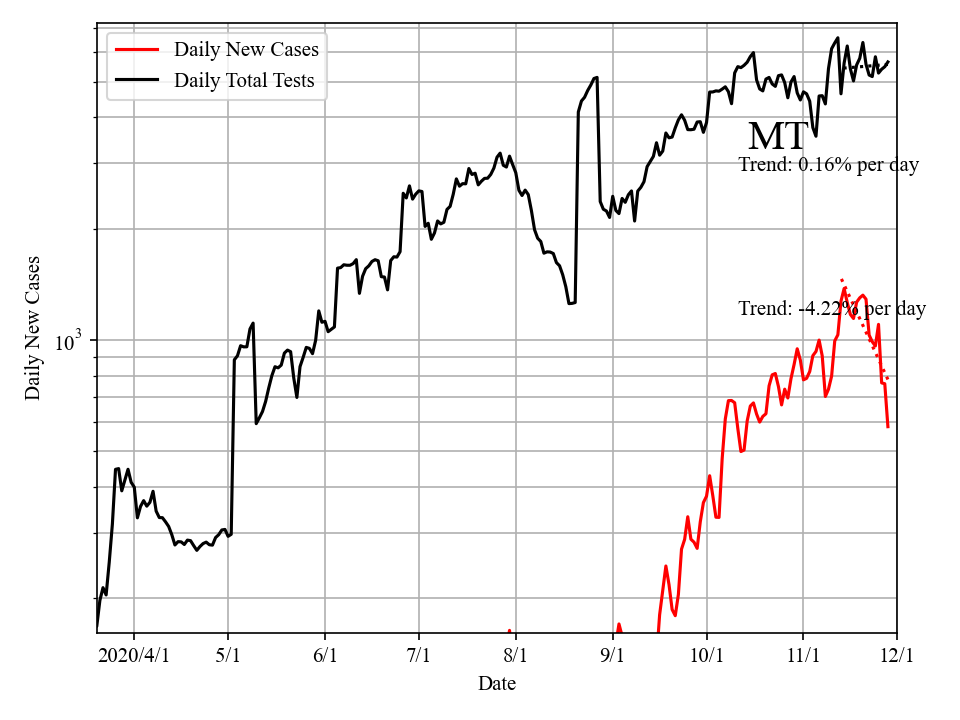 Daily New Cases
Daily Total Tests
MT
Trend: 0.16% per day
Trend: -4.22% per day
Daily New Cases
10³
2020/4/1 5/1 6/1 7/1 8/1 9/1 10/1 11/1 12/1
Date